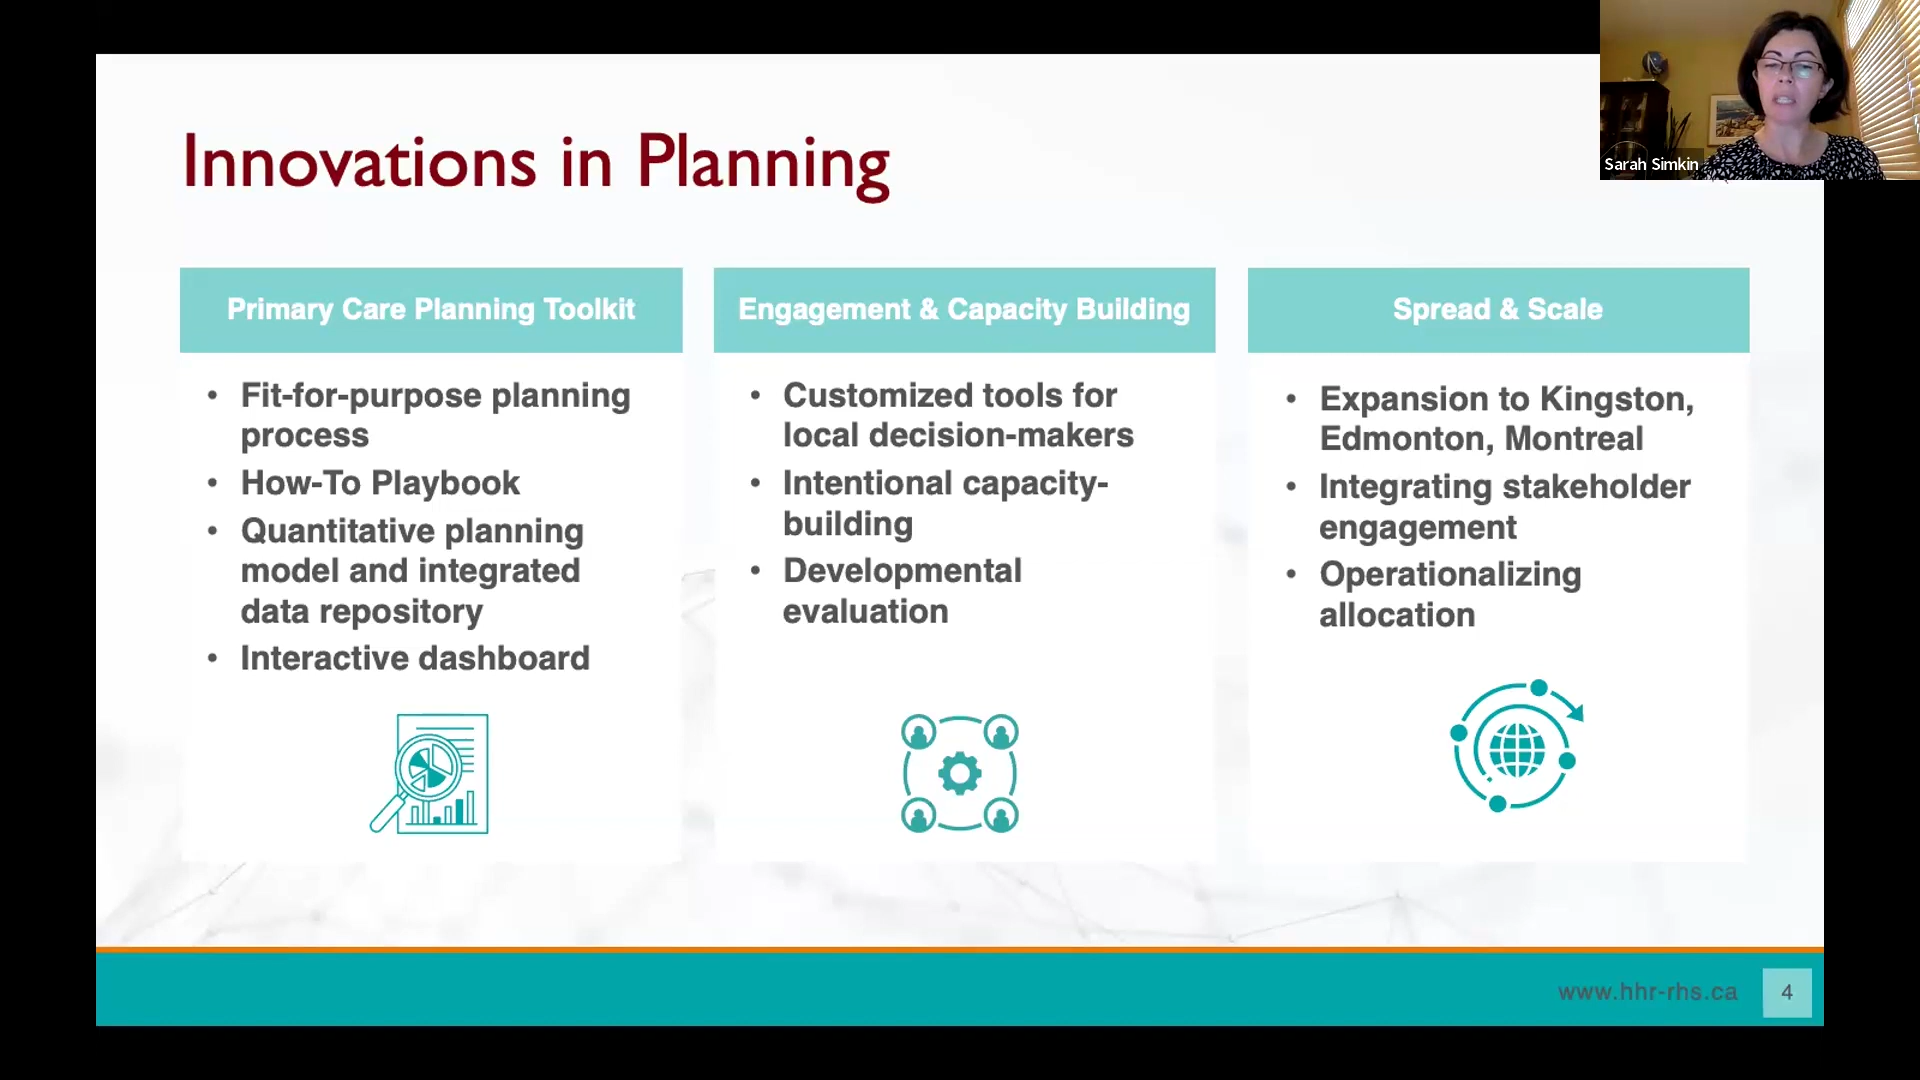 Innovations in Planning
Sarah Simkin
Primary Care Planning Toolkit
• Fit-for-purpose planning
process
• How-To Playbook
• Quantitative planning
model and integrated
data repository
• Interactive dashboard
Engagement & Capacity Building
• Customized tools for
local decision-makers
• Intentional capacity-
building
• Developmental
evaluation
Spread & Scale
• Expansion to Kingston,
Edmonton, Montreal
• Integrating stakeholder
engagement
• Operationalizing
allocation
www.hhr-rhs.ca
4